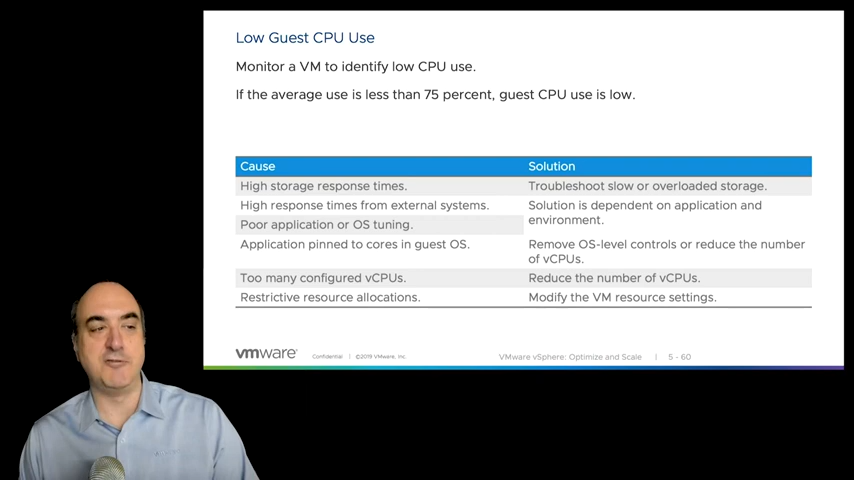 Low Guest CPU Use
Monitor a VM to identify low CPU use.
If the average use is less than 75 percent, guest CPU use is low.
Cause Solution
High storage response times. Troubleshoot slow or overloaded storage.
High response times from external systems. Solution is dependent on application and
environment.
Poor application or OS tuning.
Application pinned to cores in guest OS. Remove OS-level controls or reduce the number
of vCPUs.
Too many configured vCPUs. Reduce the number of vCPUs.
Restrictive resource allocations. Modify the VM resource settings.
vmware® Confidential | ©2019 VMware, Inc. VMware vSphere: Optimize and Scale | 5 - 60